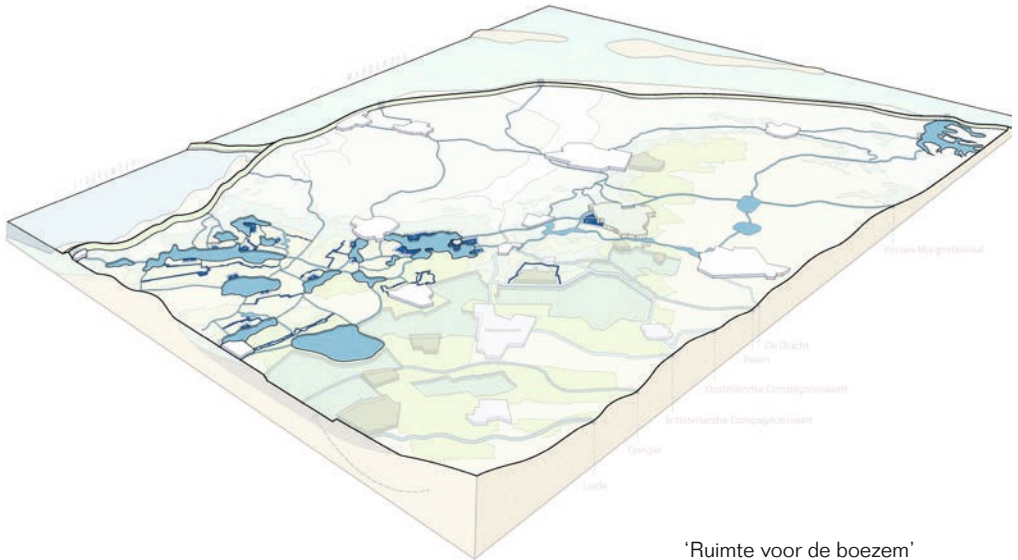 Prinses Margrietkanaal
De Dracht
Boorn
Opsterlandse Compagnonsvaart
Schoterlandse Compagnonsvaart
Tjonger
Linde
'Ruimte voor de boezem'